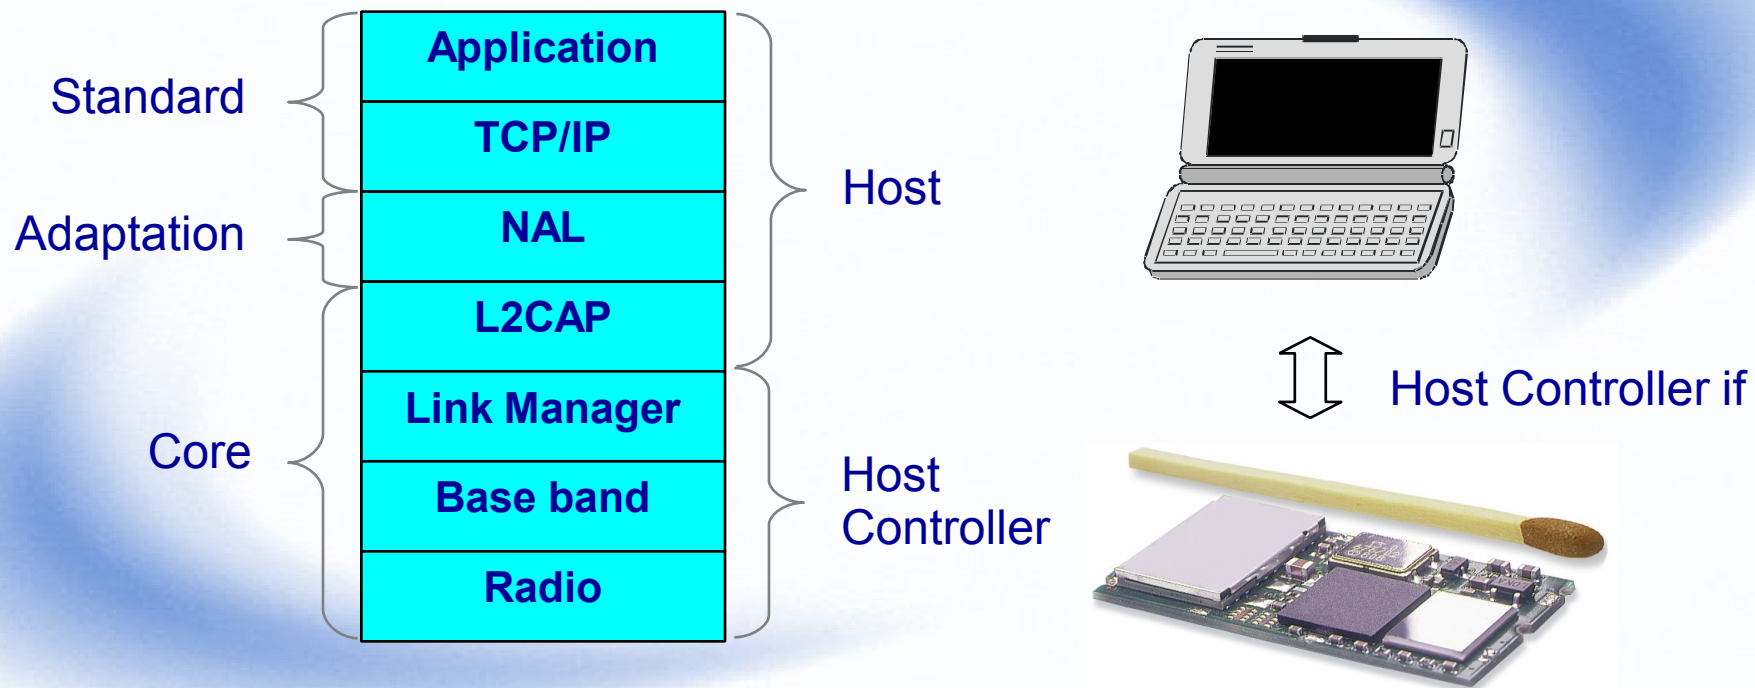 Standard
Adaptation
Core
Application
TCP/IP
NAL
L2CAP
Link Manager
Base band
Radio
Host
Host
Controller
Host Controller if